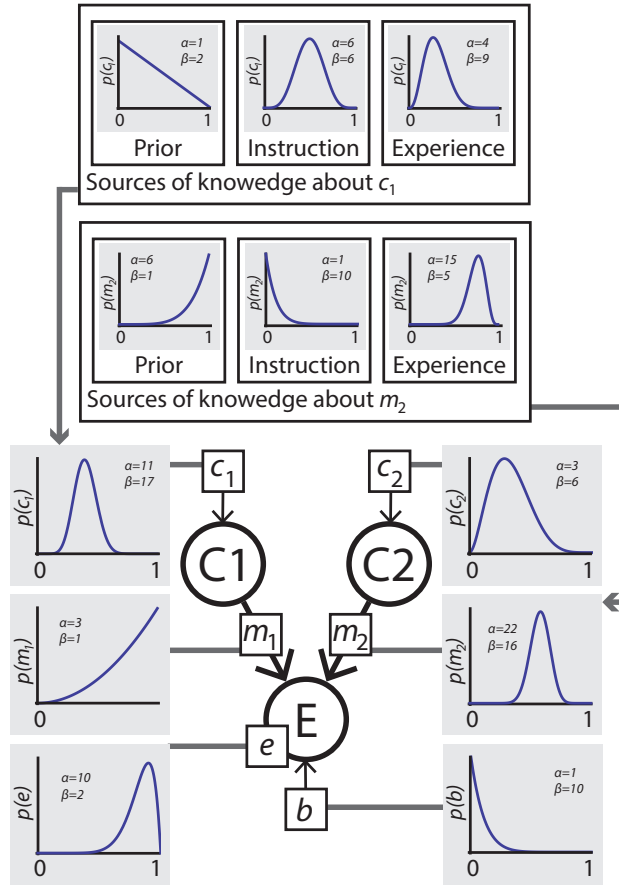 p(c₁)
α=1
β=2
0 1
Prior
p(c₁)
α=6
β=6
0 1
Instruction
p(c₁)
α=4
β=9
0 1
Experience
Sources of knowedge about c₁
p(m₂)
α=6
β=1
0 1
Prior
p(m₂)
α=1
β=10
0 1
Instruction
p(m₂)
α=15
β=5
0 1
Experience
Sources of knowledge about m₂
p(c₁)
α=11
β=17
0 1
c₁
c₂
p(c₂)
α=3
β=6
0 1
C1
C2
p(m₁)
α=3
β=1
0 1
m₁
m₂
p(m₂)
α=22
β=16
0 1
E
e
b
p(e)
α=10
β=2
0 1
p(b)
α=1
β=10
0 1